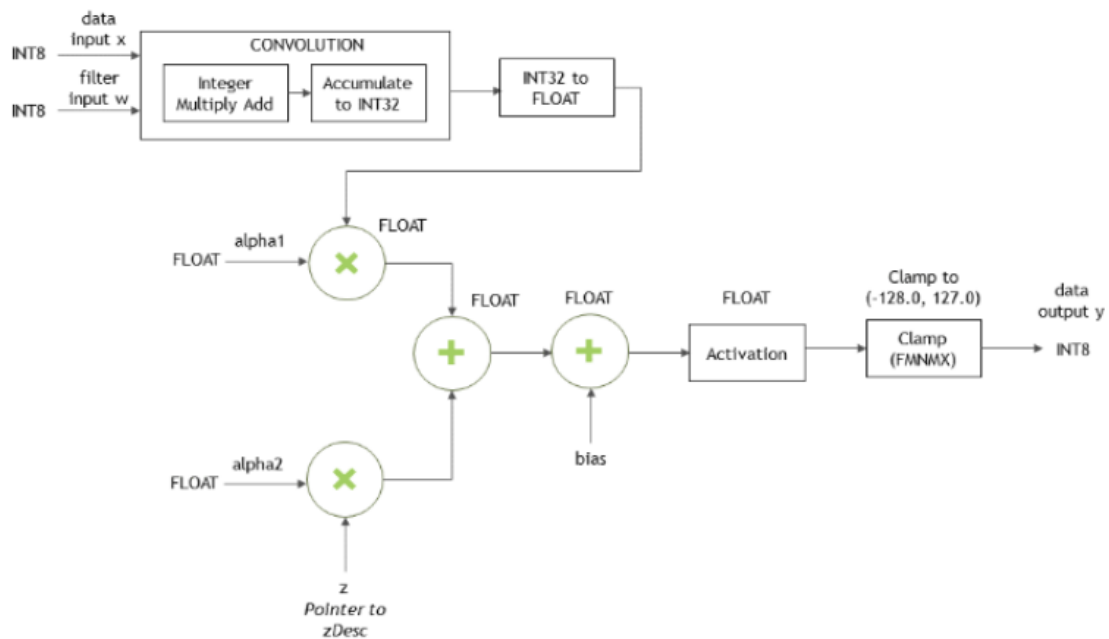 data
input x
INT8
filter
input w
INT8
CONVOLUTION
Integer
Multiply Add
Accumulate
to INT32
INT32 to
FLOAT
FLOAT
alpha1
FLOAT
FLOAT
FLOAT
FLOAT
Clamp to
(-128.0, 127.0)
data
output y
Activation
Clamp
(FMNMX)
INT8
bias
FLOAT
alpha2
z
Pointer to
zDesc